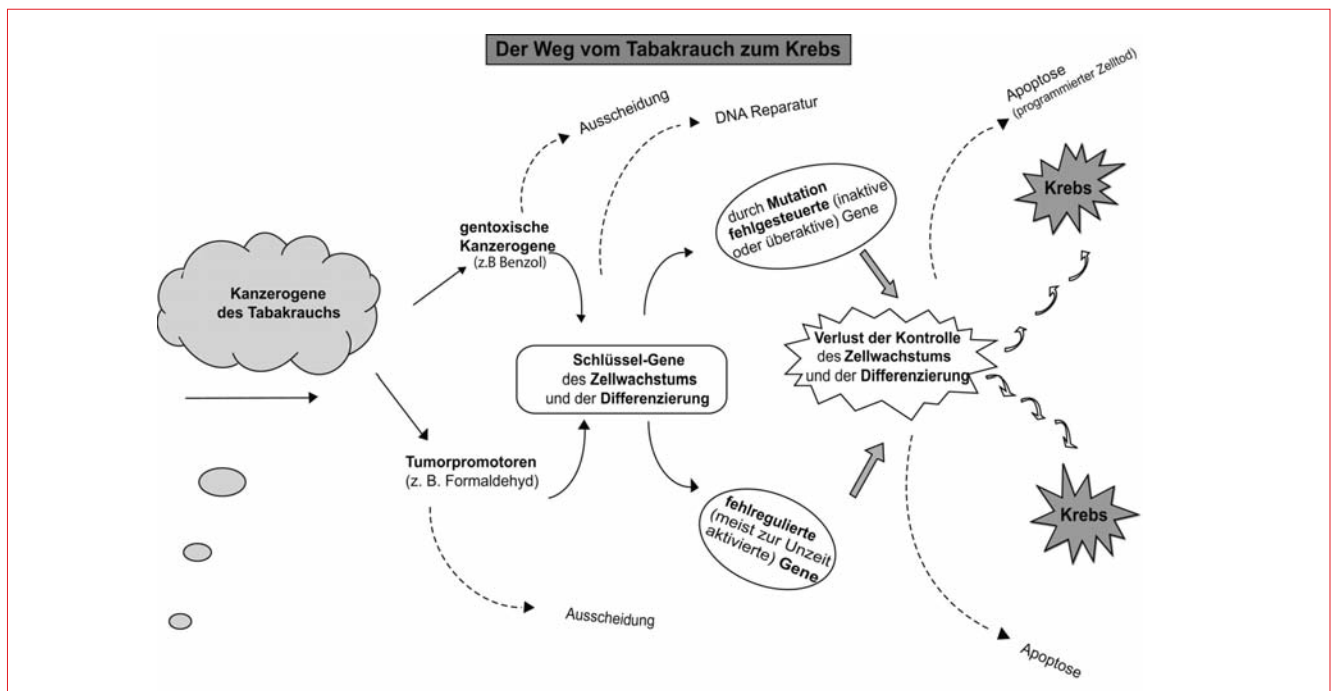 Der Weg vom Tabakrauch zum Krebs
Ausscheidung
DNA Reparatur
Apoptose
(programmierter Zelltod)
Krebs
durch Mutation
fehlgesteuerte (inaktive
oder überaktive) Gene
gentoxische
Kanzerogene
(z.B Benzol)
Kanzerogene
des Tabakrauchs
Schlüssel-Gene
des Zellwachstums
und der Differenzierung
Verlust der Kontrolle
des Zellwachstums
und der Differenzierung
Tumorpromotoren
(z. B. Formaldehyd)
fehlregulierte
(meist zur Unzeit
aktivierte) Gene
Krebs
Ausscheidung
Apoptose